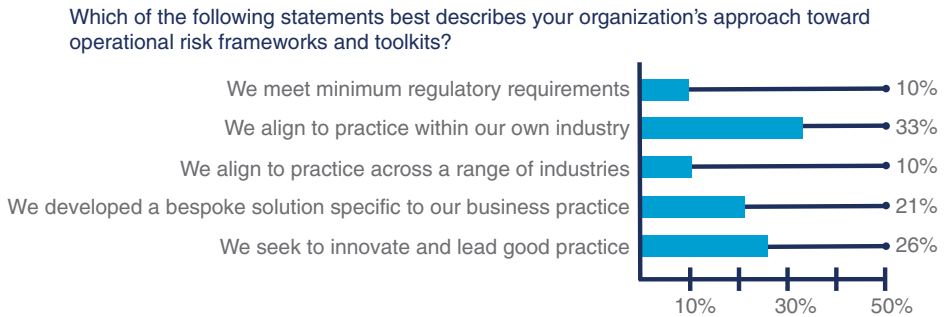 Which of the following statements best describes your organization’s approach toward
operational risk frameworks and toolkits?
We meet minimum regulatory requirements 10%
We align to practice within our own industry 33%
We align to practice across a range of industries 10%
We developed a bespoke solution specific to our business practice 21%
We seek to innovate and lead good practice 26%
10% 30% 50%